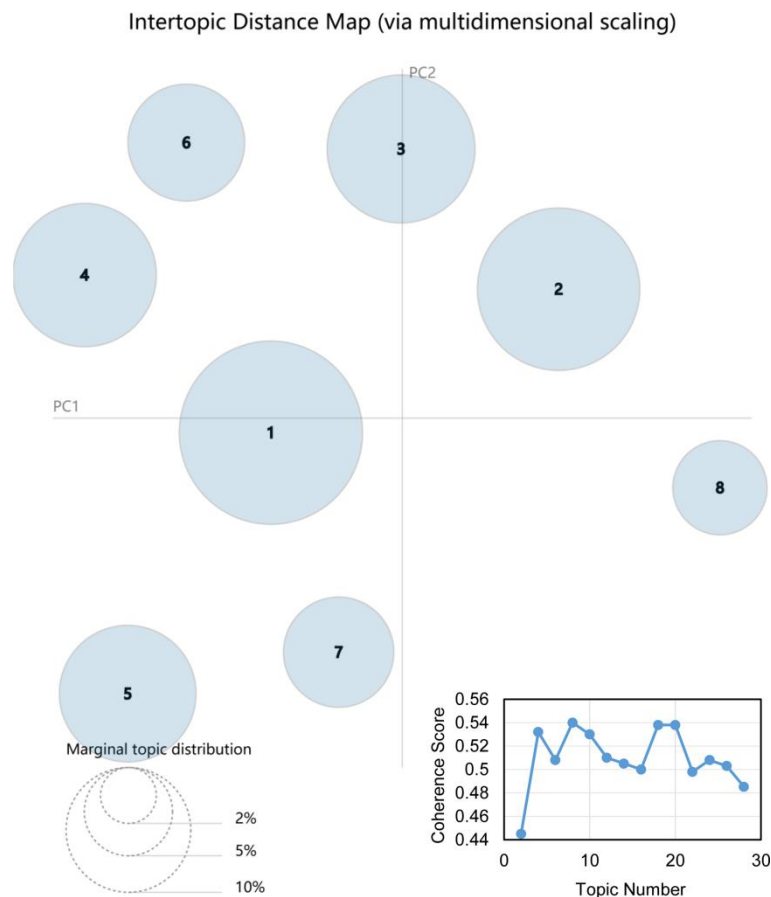 Intertopic Distance Map (via multidimensional scaling)
PC2
6
3
4
2
PC1
1
8
7
5
Marginal topic distribution
2%
5%
10%
0.56
0.54
0.52
0.5
0.48
0.46
0.44
Coherence Score
0 10 20 30
Topic Number